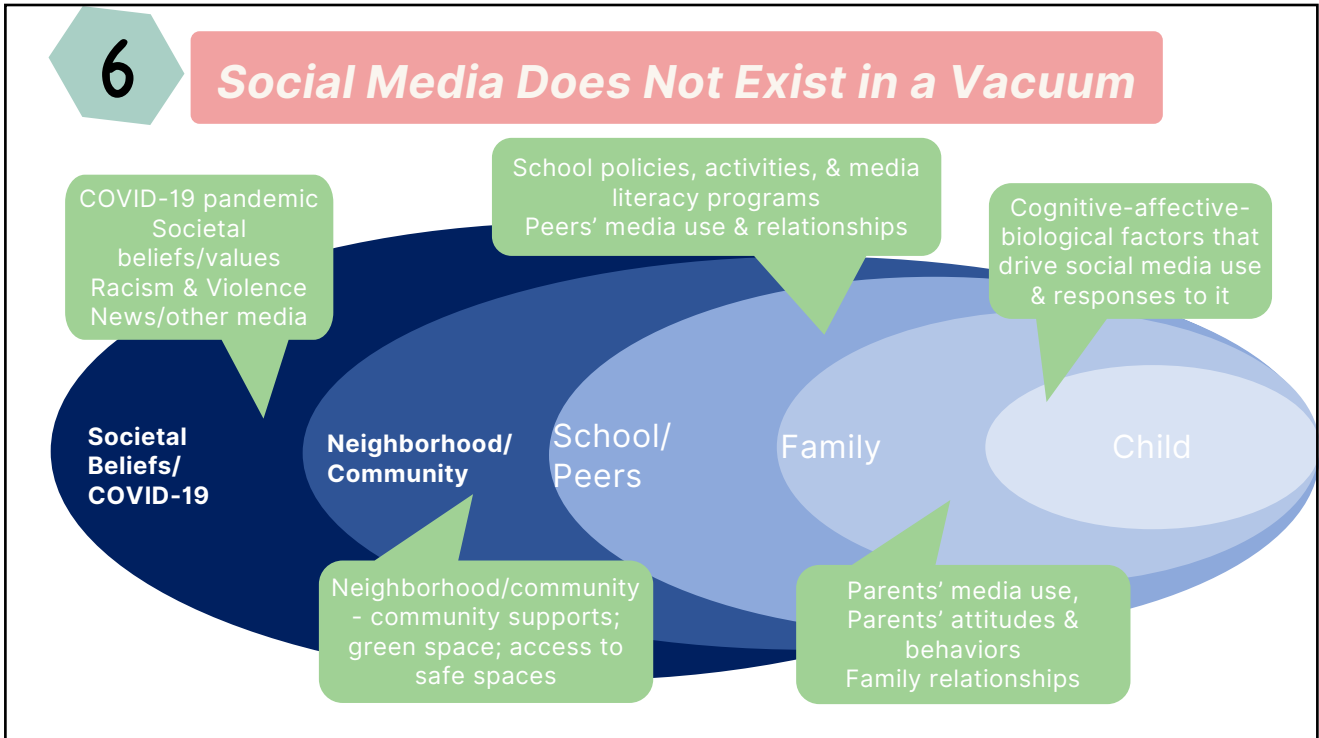 6
Social Media Does Not Exist in a Vacuum
COVID-19 pandemic
Societal
beliefs/values
Racism & Violence
News/other media
School policies, activities, & media
literacy programs
Peers’ media use & relationships
Cognitive-affective-
biological factors that
drive social media use
& responses to it
Societal
Beliefs/
COVID-19
Neighborhood/
Community
School/
Peers
Family
Child
Neighborhood/community
- community supports;
green space; access to
safe spaces
Parents’ media use,
Parents’ attitudes &
behaviors
Family relationships